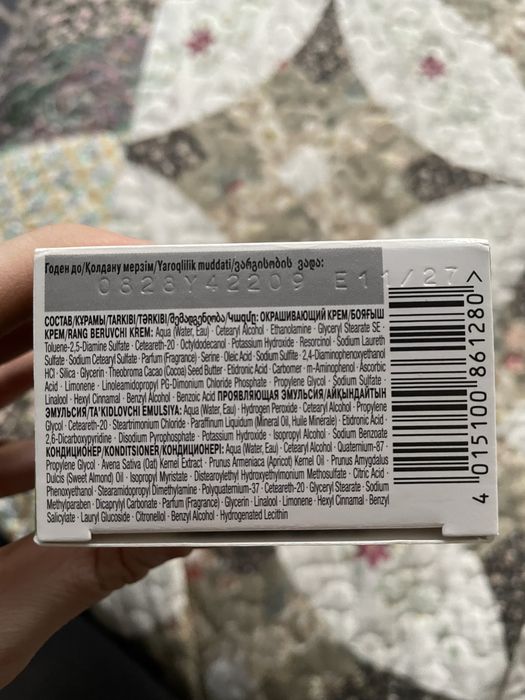 Годен до/Қолдану мерзім/Yaroqlilik muddati/ვარგისობის ვადა:
0628Y42209 E11/27
СОСТАВ/ҚҰРАМЫ/TARKIBI/TƏRKIBI/შემადგენლობა/Կազմը: ОКРАШИВАЮЩИЙ КРЕМ/БОЯҒЫШ
КРЕМ/RANG BERUVCHI KREM: Aqua (Water, Eau) · Cetearyl Alcohol · Ethanolamine · Glyceryl Stearate SE ·
Toluene-2,5-Diamine Sulfate · Ceteareth-20 · Octyldodecanol · Potassium Hydroxide · Resorcinol · Sodium Laureth
Sulfate · Sodium Cetearyl Sulfate · Parfum (Fragrance) · Serine · Oleic Acid · Sodium Sulfite · 2,4-Diaminophenoxyethanol
HCl · Silica · Glycerin · Theobroma Cacao (Cocoa) Seed Butter · Etidronic Acid · Carbomer · m-Aminophenol · Ascorbic
Acid · Limonene · Linoleamidopropyl PG-Dimonium Chloride Phosphate · Propylene Glycol · Sodium Sulfate ·
Linalool · Hexyl Cinnamal · Benzyl Alcohol · Benzoic Acid ПРОЯВЛЯЮЩАЯ ЭМУЛЬСИЯ/АЙҚЫНДАЙТЫН
ЭМУЛЬСИЯ/TA'KIDLOVCHI EMULSIYA: Aqua (Water, Eau) · Hydrogen Peroxide · Cetearyl Alcohol · Propylene
Glycol · Ceteareth-20 · Steartrimonium Chloride · Paraffinum Liquidum (Mineral Oil, Huile Minérale) · Etidronic Acid ·
2,6-Dicarboxypyridine · Disodium Pyrophosphate · Potassium Hydroxide · Isopropyl Alcohol · Sodium Benzoate
КОНДИЦИОНЕР/KONDITSIONER/КОНДИЦИОНЕРІ: Aqua (Water, Eau) · Cetearyl Alcohol · Quaternium-87 ·
Propylene Glycol · Avena Sativa (Oat) Kernel Extract · Prunus Armeniaca (Apricot) Kernel Oil · Prunus Amygdalus
Dulcis (Sweet Almond) Oil · Isopropyl Myristate · Distearoylethyl Hydroxyethylmonium Methosulfate · Citric Acid ·
Phenoxyethanol · Stearamidopropyl Dimethylamine · Polyquaternium-37 · Ceteareth-20 · Glyceryl Stearate · Sodium
Methylparaben · Dicaprylyl Carbonate · Parfum (Fragrance) · Glycerin · Linalool · Limonene · Hexyl Cinnamal · Benzyl
Salicylate · Lauryl Glucoside · Citronellol · Benzyl Alcohol · Hydrogenated Lecithin
4 015100 861280 >